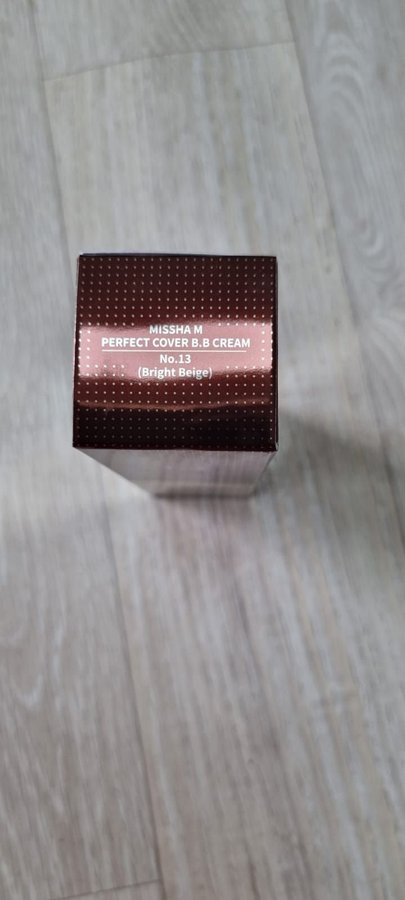 MISSHA M
PERFECT COVER B.B CREAM
No.13
(Bright Beige)